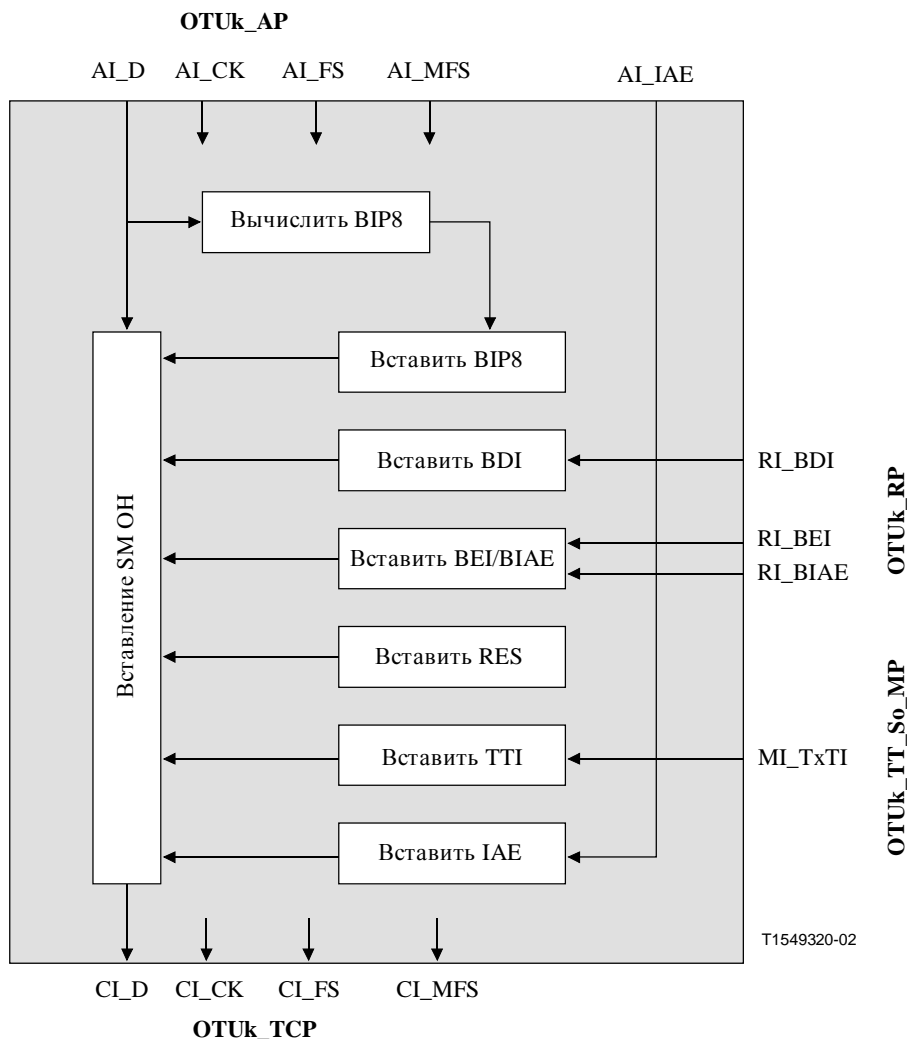 OTUk_AP
AI_D AI_CK AI_FS AI_MFS AI_IAE
Вычислить BIP8
Вставить BIP8
Вставить BDI
RI_BDI
Вставить BEI/BIAE
RI_BEI
RI_BIAE
OTUk_RP
Вставление SM OH
Вставить RES
Вставить TTI
MI_TxTI
OTUk_TT_So_MP
Вставить IAE
T1549320-02
CI_D CI_CK CI_FS CI_MFS
OTUk_TCP